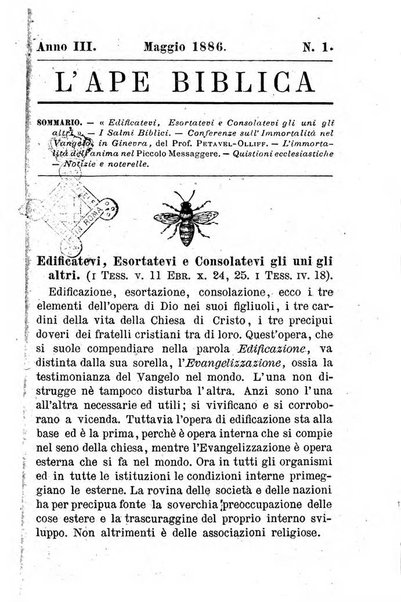 Anno III. Maggio 1886. N. 1.
L'APE BIBLICA
SOMMARIO. — « Edificatevi, Esortatevi e Consolatevi gli uni gli
altri ». — I Salmi Biblici. — Conferenze sull'Immortalità nel
Vangelo, in Ginevra, del Prof. PETAVEL-OLLIFF. — L'immorta-
lità dell'anima nel Piccolo Messaggere. — Quistioni ecclesiastiche
— Notizie e noterelle.
Edificatevi, Esortatevi e Consolatevi gli uni gli
altri. (I TESS. V. 11 EBR. X. 24, 25. I TESS. IV. 18).
Edificazione, esortazione, consolazione, ecco i tre
elementi dell'opera di Dio nei suoi figliuoli, i tre car-
dini della vita della Chiesa di Cristo, i tre precipui
doveri dei fratelli cristiani tra di loro. Quest'opera, che
si suole compendiare nella parola Edificazione, va
distinta dalla sua sorella, l'Evangelizzazione, ossia la
testimonianza del Vangelo nel mondo. L'una non di-
strugge nè tampoco disturba l'altra. Anzi sono l'una
all'altra necessarie ed utili; si vivificano e si corrobo-
rano a vicenda. Tuttavia l'opera di edificazione sta alla
base ed è la prima, perchè è opera interna che si compie
nel seno della chiesa, mentre l'Evangelizzazione è opera
esterna che si fa nel mondo. Ora in tutti gli organismi
ed in tutte le istituzioni le condizioni interne primeg-
giano le esterne. La rovina delle società e delle nazioni
ha per precipua fonte la soverchia preoccupazione delle
cose estere e la trascuraggine del proprio interno svi-
luppo. Non altrimenti è delle associazioni religiose.